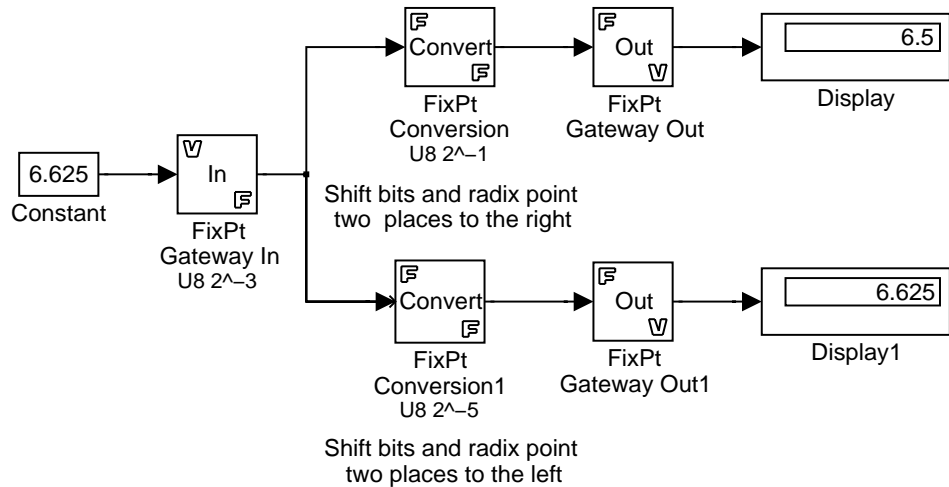 F
Convert
F
FixPt
Conversion
U8 2^−1
F
Out
V
FixPt
Gateway Out
6.5
Display
6.625
Constant
V
In
F
FixPt
Gateway In
U8 2^−3
Shift bits and radix point
two places to the right
F
Convert
F
FixPt
Conversion1
U8 2^−5
F
Out
V
FixPt
Gateway Out1
6.625
Display1
Shift bits and radix point
two places to the left